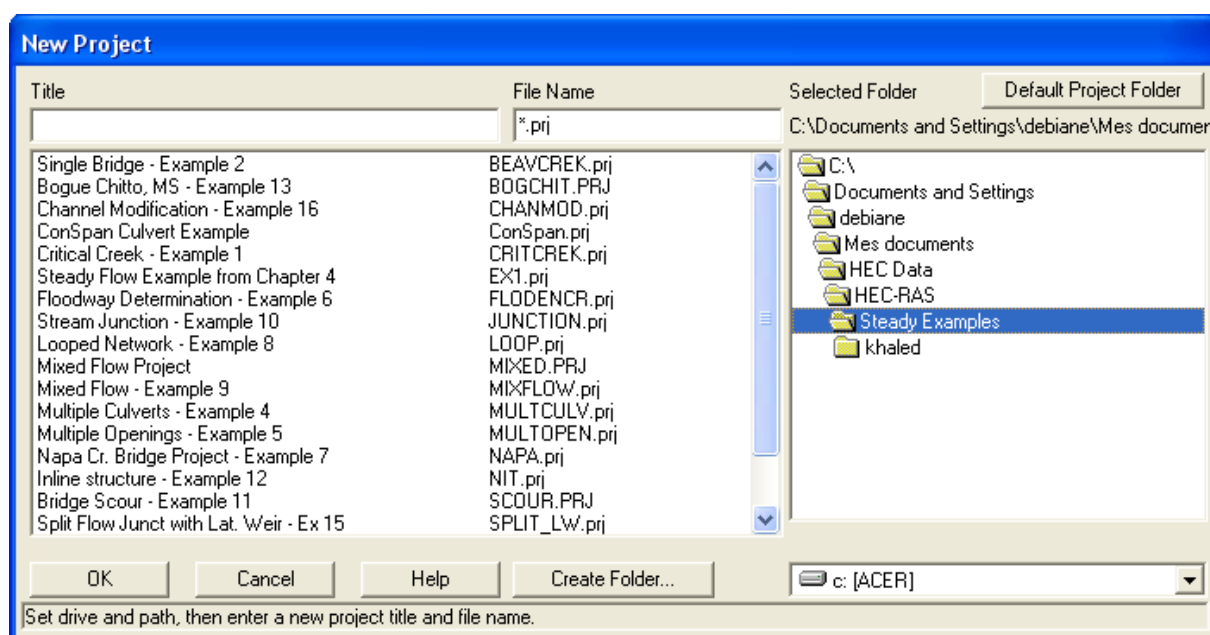 New Project
Title File Name Selected Folder Default Project Folder
*.prj C:\Documents and Settings\debiane\Mes documen
Single Bridge - Example 2 BEAVCREK.prj
Bogue Chitto, MS - Example 13 BOGCHIT.PRJ
Channel Modification - Example 16 CHANMOD.prj
ConSpan Culvert Example ConSpan.prj
Critical Creek - Example 1 CRITCREK.prj
Steady Flow Example from Chapter 4 EX1.prj
Floodway Determination - Example 6 FLODENCR.prj
Stream Junction - Example 10 JUNCTION.prj
Looped Network - Example 8 LOOP.prj
Mixed Flow Project MIXED.PRJ
Mixed Flow - Example 9 MIXFLOW.prj
Multiple Culverts - Example 4 MULTCULV.prj
Multiple Openings - Example 5 MULTOPEN.prj
Napa Cr. Bridge Project - Example 7 NAPA.prj
Inline structure - Example 12 NIT.prj
Bridge Scour - Example 11 SCOUR.PRJ
Split Flow Junct with Lat. Weir - Ex 15 SPLIT_LW.prj
C:\
Documents and Settings
debiane
Mes documents
HEC Data
HEC-RAS
Steady Examples
khaled
OK Cancel Help Create Folder... c: [ACER]
Set drive and path, then enter a new project title and file name.